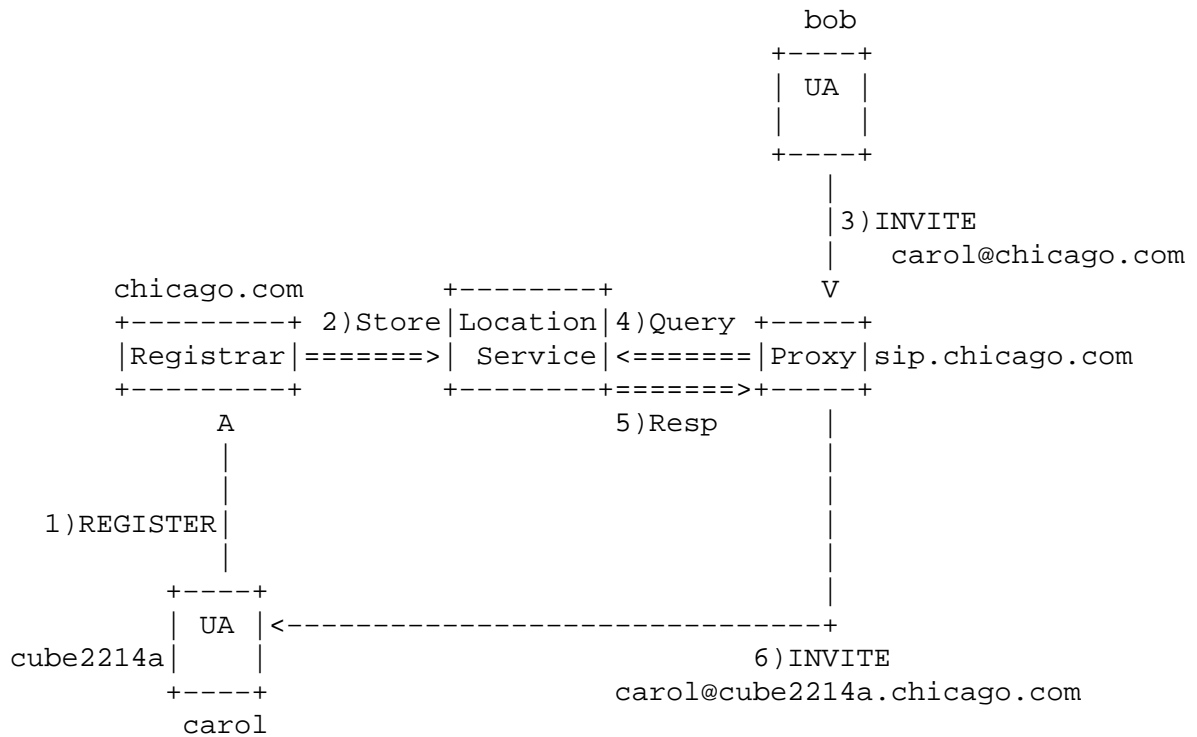 bob
+----+
| UA |
|    |
+----+
|
|3)INVITE
|   carol@chicago.com
chicago.com        +--------+            V
+---------+ 2)Store|Location|4)Query +-----+
|Registrar|=======>| Service|<=======|Proxy|sip.chicago.com
+---------+        +--------+=======>+-----+
A                      5)Resp      |
|                                  |
|                                  |
1)REGISTER|                                  |
|                                  |
+----+                                |
| UA |<-------------------------------+
cube2214a|    |                            6)INVITE
+----+                    carol@cube2214a.chicago.com
carol